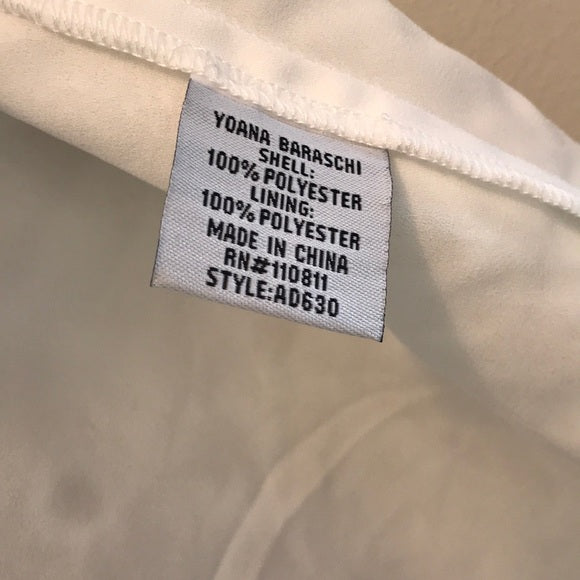 YOANA BARASCHI
SHELL:
100% POLYESTER
LINING:
100% POLYESTER
MADE IN CHINA
RN#110811
STYLE:AD630